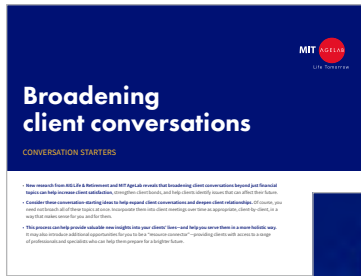 MIT AGELAB
Life Tomorrow
Broadening
client conversations
CONVERSATION STARTERS
• New research from AIG Life & Retirement and MIT AgeLab reveals that broadening client conversations beyond just financial
topics can help increase client satisfaction, strengthen client bonds, and help clients identify issues that can affect their future.
• Consider these conversation-starting ideas to help expand client conversations and deepen client relationships. Of course, you
need not broach all of these topics at once. Incorporate them into client meetings over time as appropriate, client-by-client, in a
way that makes sense for you and for them.
• This process can help provide valuable new insights into your clients' lives—and help you serve them in a more holistic way.
It may also introduce additional opportunities for you to be a "resource connector"—providing clients with access to a range
of professionals and specialists who can help them prepare for a brighter future.